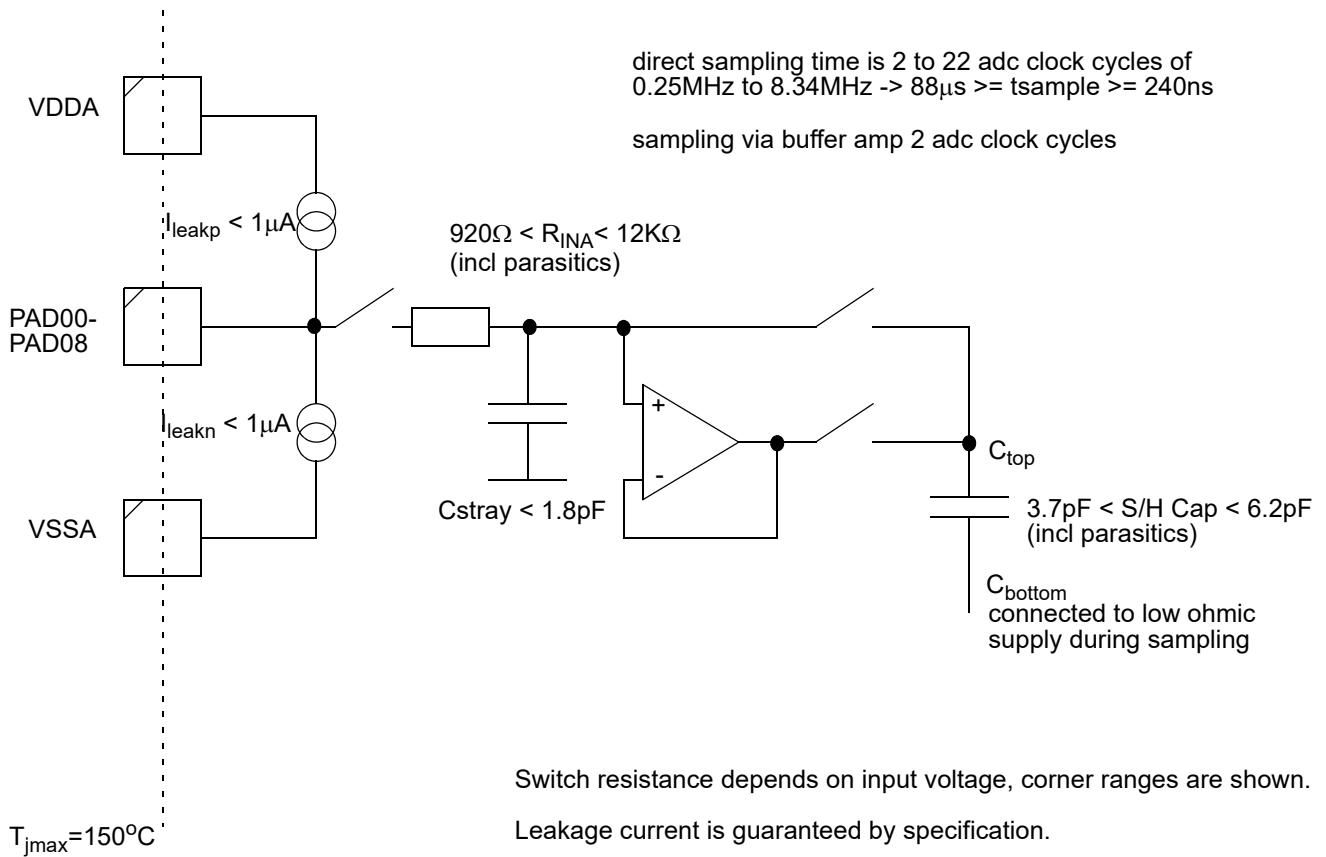 direct sampling time is 2 to 22 adc clock cycles of
0.25MHz to 8.34MHz -> 88μs >= tsample >= 240ns
sampling via buffer amp 2 adc clock cycles
VDDA
Ileakp < 1μA
920Ω < RINA< 12KΩ
(incl parasitics)
PAD00-
PAD08
Ileakn < 1μA
+
-
Ctop
Cstray < 1.8pF
3.7pF < S/H Cap < 6.2pF
(incl parasitics)
VSSA
Cbottom
connected to low ohmic
supply during sampling
Switch resistance depends on input voltage, corner ranges are shown.
Leakage current is guaranteed by specification.
Tjmax=150oC